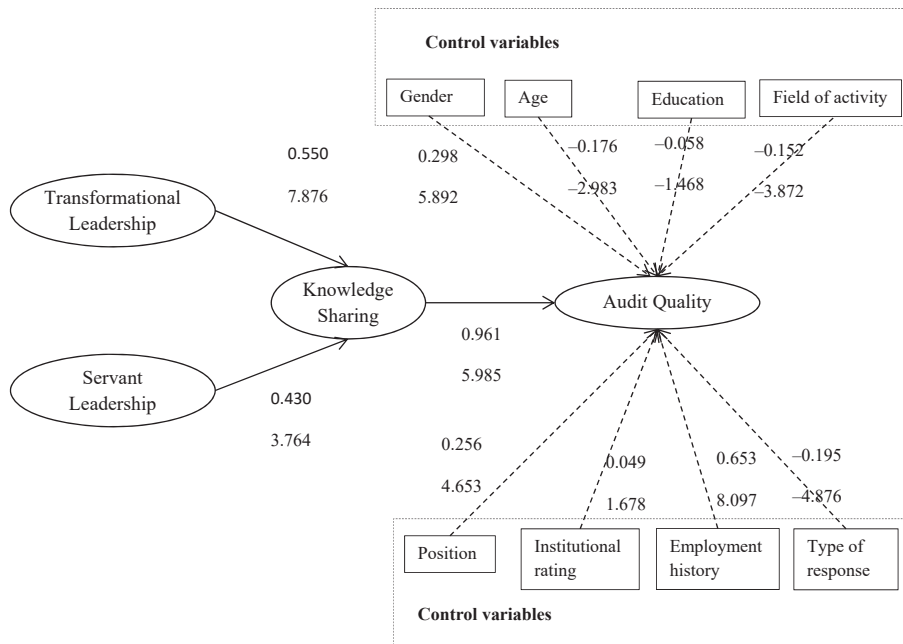 Control variables
Gender
Age
Education
Field of activity
0.550
7.876
0.298
5.892
–0.176
–2.983
–0.058
–1.468
–0.152
–3.872
Transformational
Leadership
Knowledge
Sharing
Audit Quality
0.961
5.985
Servant
Leadership
0.430
3.764
0.256
4.653
0.049
1.678
0.653
8.097
–0.195
–4.876
Position
Institutional
rating
Employment
history
Type of
response
Control variables